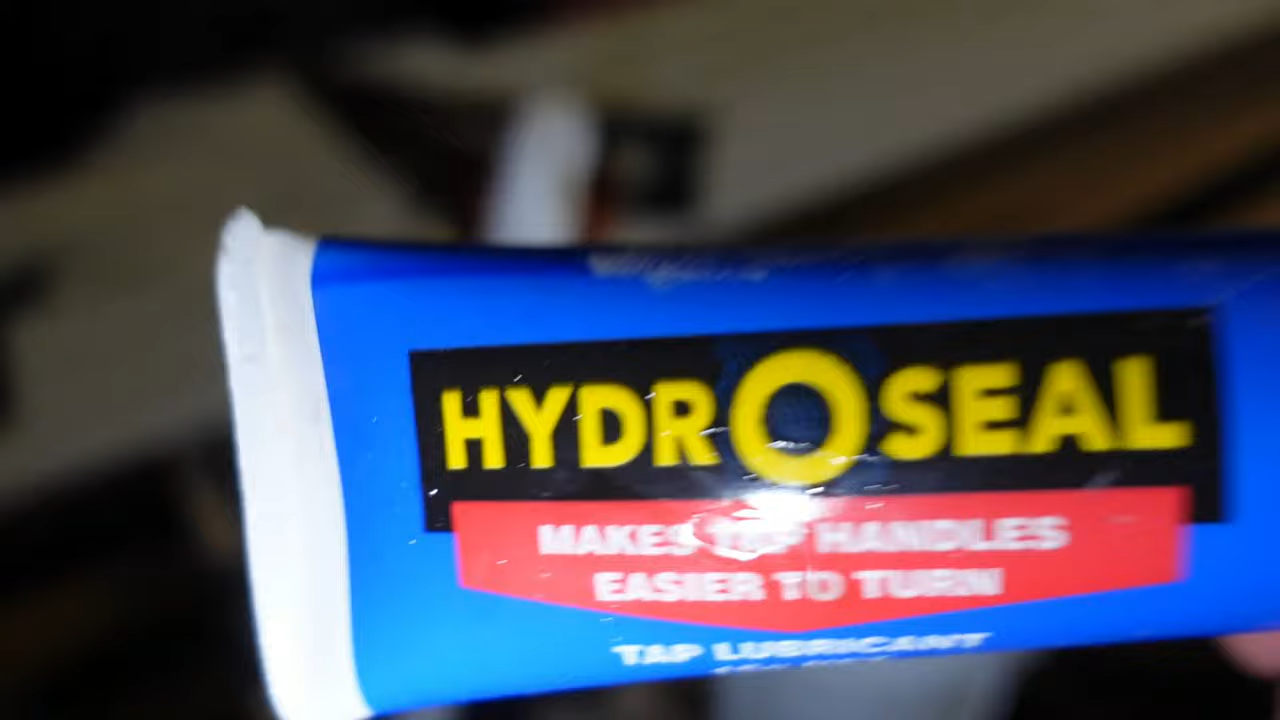 HYDROSEAL
MAKES TAP HANDLES
EASIER TO TURN
TAP LUBRICANT